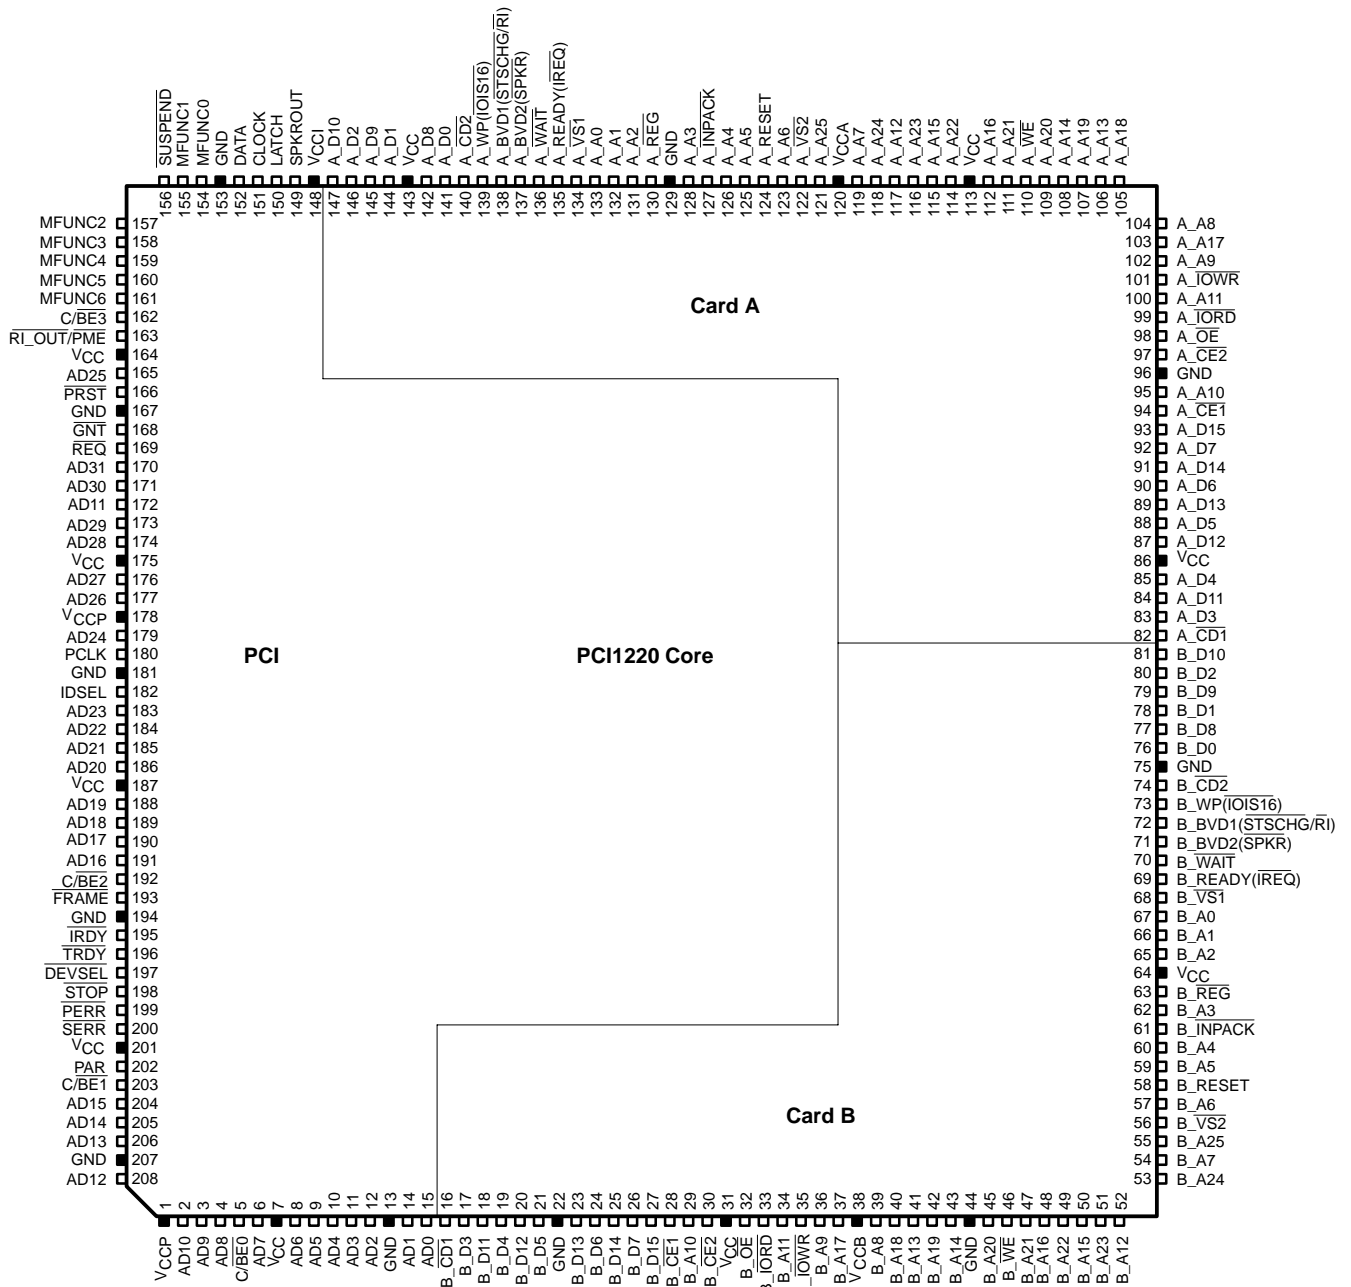 SUSPEND
MFUNC1
MFUNC0
GND
DATA
CLOCK
LATCH
SPKROUT
VCCI
A_D10
A_D2
A_D9
A_D1
VCC
A_D8
A_D0
A_CD2
A_WP(IOIS16)
A_BVD1(STSCHG/RI)
A_BVD2(SPKR)
A_WAIT
A_READY(IREQ)
A_VS1
A_A0
A_A1
A_A2
A_REG
GND
A_A3
A_INPACK
A_A4
A_A5
A_RESET
A_A6
A_VS2
A_A25
VCCA
A_A7
A_A24
A_A12
A_A23
A_A15
A_A22
VCC
A_A16
A_A21
A_WE
A_A20
A_A14
A_A19
A_A13
A_A18
156
155
154
153
152
151
150
149
148
147
146
145
144
143
142
141
140
139
138
137
136
135
134
133
132
131
130
129
128
127
126
125
124
123
122
121
120
119
118
117
116
115
114
113
112
111
110
109
108
107
106
105
MFUNC2 157
MFUNC3 158
MFUNC4 159
MFUNC5 160
MFUNC6 161
C/BE3 162
RI_OUT/PME 163
VCC 164
AD25 165
PRST 166
GND 167
GNT 168
REQ 169
AD31 170
AD30 171
AD11 172
AD29 173
AD28 174
VCC 175
AD27 176
AD26 177
VCCP 178
AD24 179
PCLK 180
GND 181
IDSEL 182
AD23 183
AD22 184
AD21 185
AD20 186
VCC 187
AD19 188
AD18 189
AD17 190
AD16 191
C/BE2 192
FRAME 193
GND 194
IRDY 195
TRDY 196
DEVSEL 197
STOP 198
PERR 199
SERR 200
VCC 201
PAR 202
C/BE1 203
AD15 204
AD14 205
AD13 206
GND 207
AD12 208
Card A
PCI
PCI1220 Core
Card B
104 A_A8
103 A_A17
102 A_A9
101 A_IOWR
100 A_A11
99 A_IORD
98 A_OE
97 A_CE2
96 GND
95 A_A10
94 A_CE1
93 A_D15
92 A_D7
91 A_D14
90 A_D6
89 A_D13
88 A_D5
87 A_D12
86 VCC
85 A_D4
84 A_D11
83 A_D3
82 A_CD1
81 B_D10
80 B_D2
79 B_D9
78 B_D1
77 B_D8
76 B_D0
75 GND
74 B_CD2
73 B_WP(IOIS16)
72 B_BVD1(STSCHG/RI)
71 B_BVD2(SPKR)
70 B_WAIT
69 B_READY(IREQ)
68 B_VS1
67 B_A0
66 B_A1
65 B_A2
64 VCC
63 B_REG
62 B_A3
61 B_INPACK
60 B_A4
59 B_A5
58 B_RESET
57 B_A6
56 B_VS2
55 B_A25
54 B_A7
53 B_A24
1
2
3
4
5
6
7
8
9
10
11
12
13
14
15
16
17
18
19
20
21
22
23
24
25
26
27
28
29
30
31
32
33
34
35
36
37
38
39
40
41
42
43
44
45
46
47
48
49
50
51
52
VCCP
AD10
AD9
AD8
C/BE0
AD7
VCC
AD6
AD5
AD4
AD3
AD2
GND
AD1
AD0
B_CD1
B_D3
B_D11
B_D4
B_D12
B_D5
GND
B_D13
B_D6
B_D14
B_D7
B_D15
B_CE1
B_A10
B_CE2
VCC
B_OE
B_IORD
B_A11
_IOWR
B_A9
B_A17
VCCB
B_A8
B_A18
B_A13
B_A19
B_A14
GND
B_A20
B_WE
B_A21
B_A16
B_A22
B_A15
B_A23
B_A12